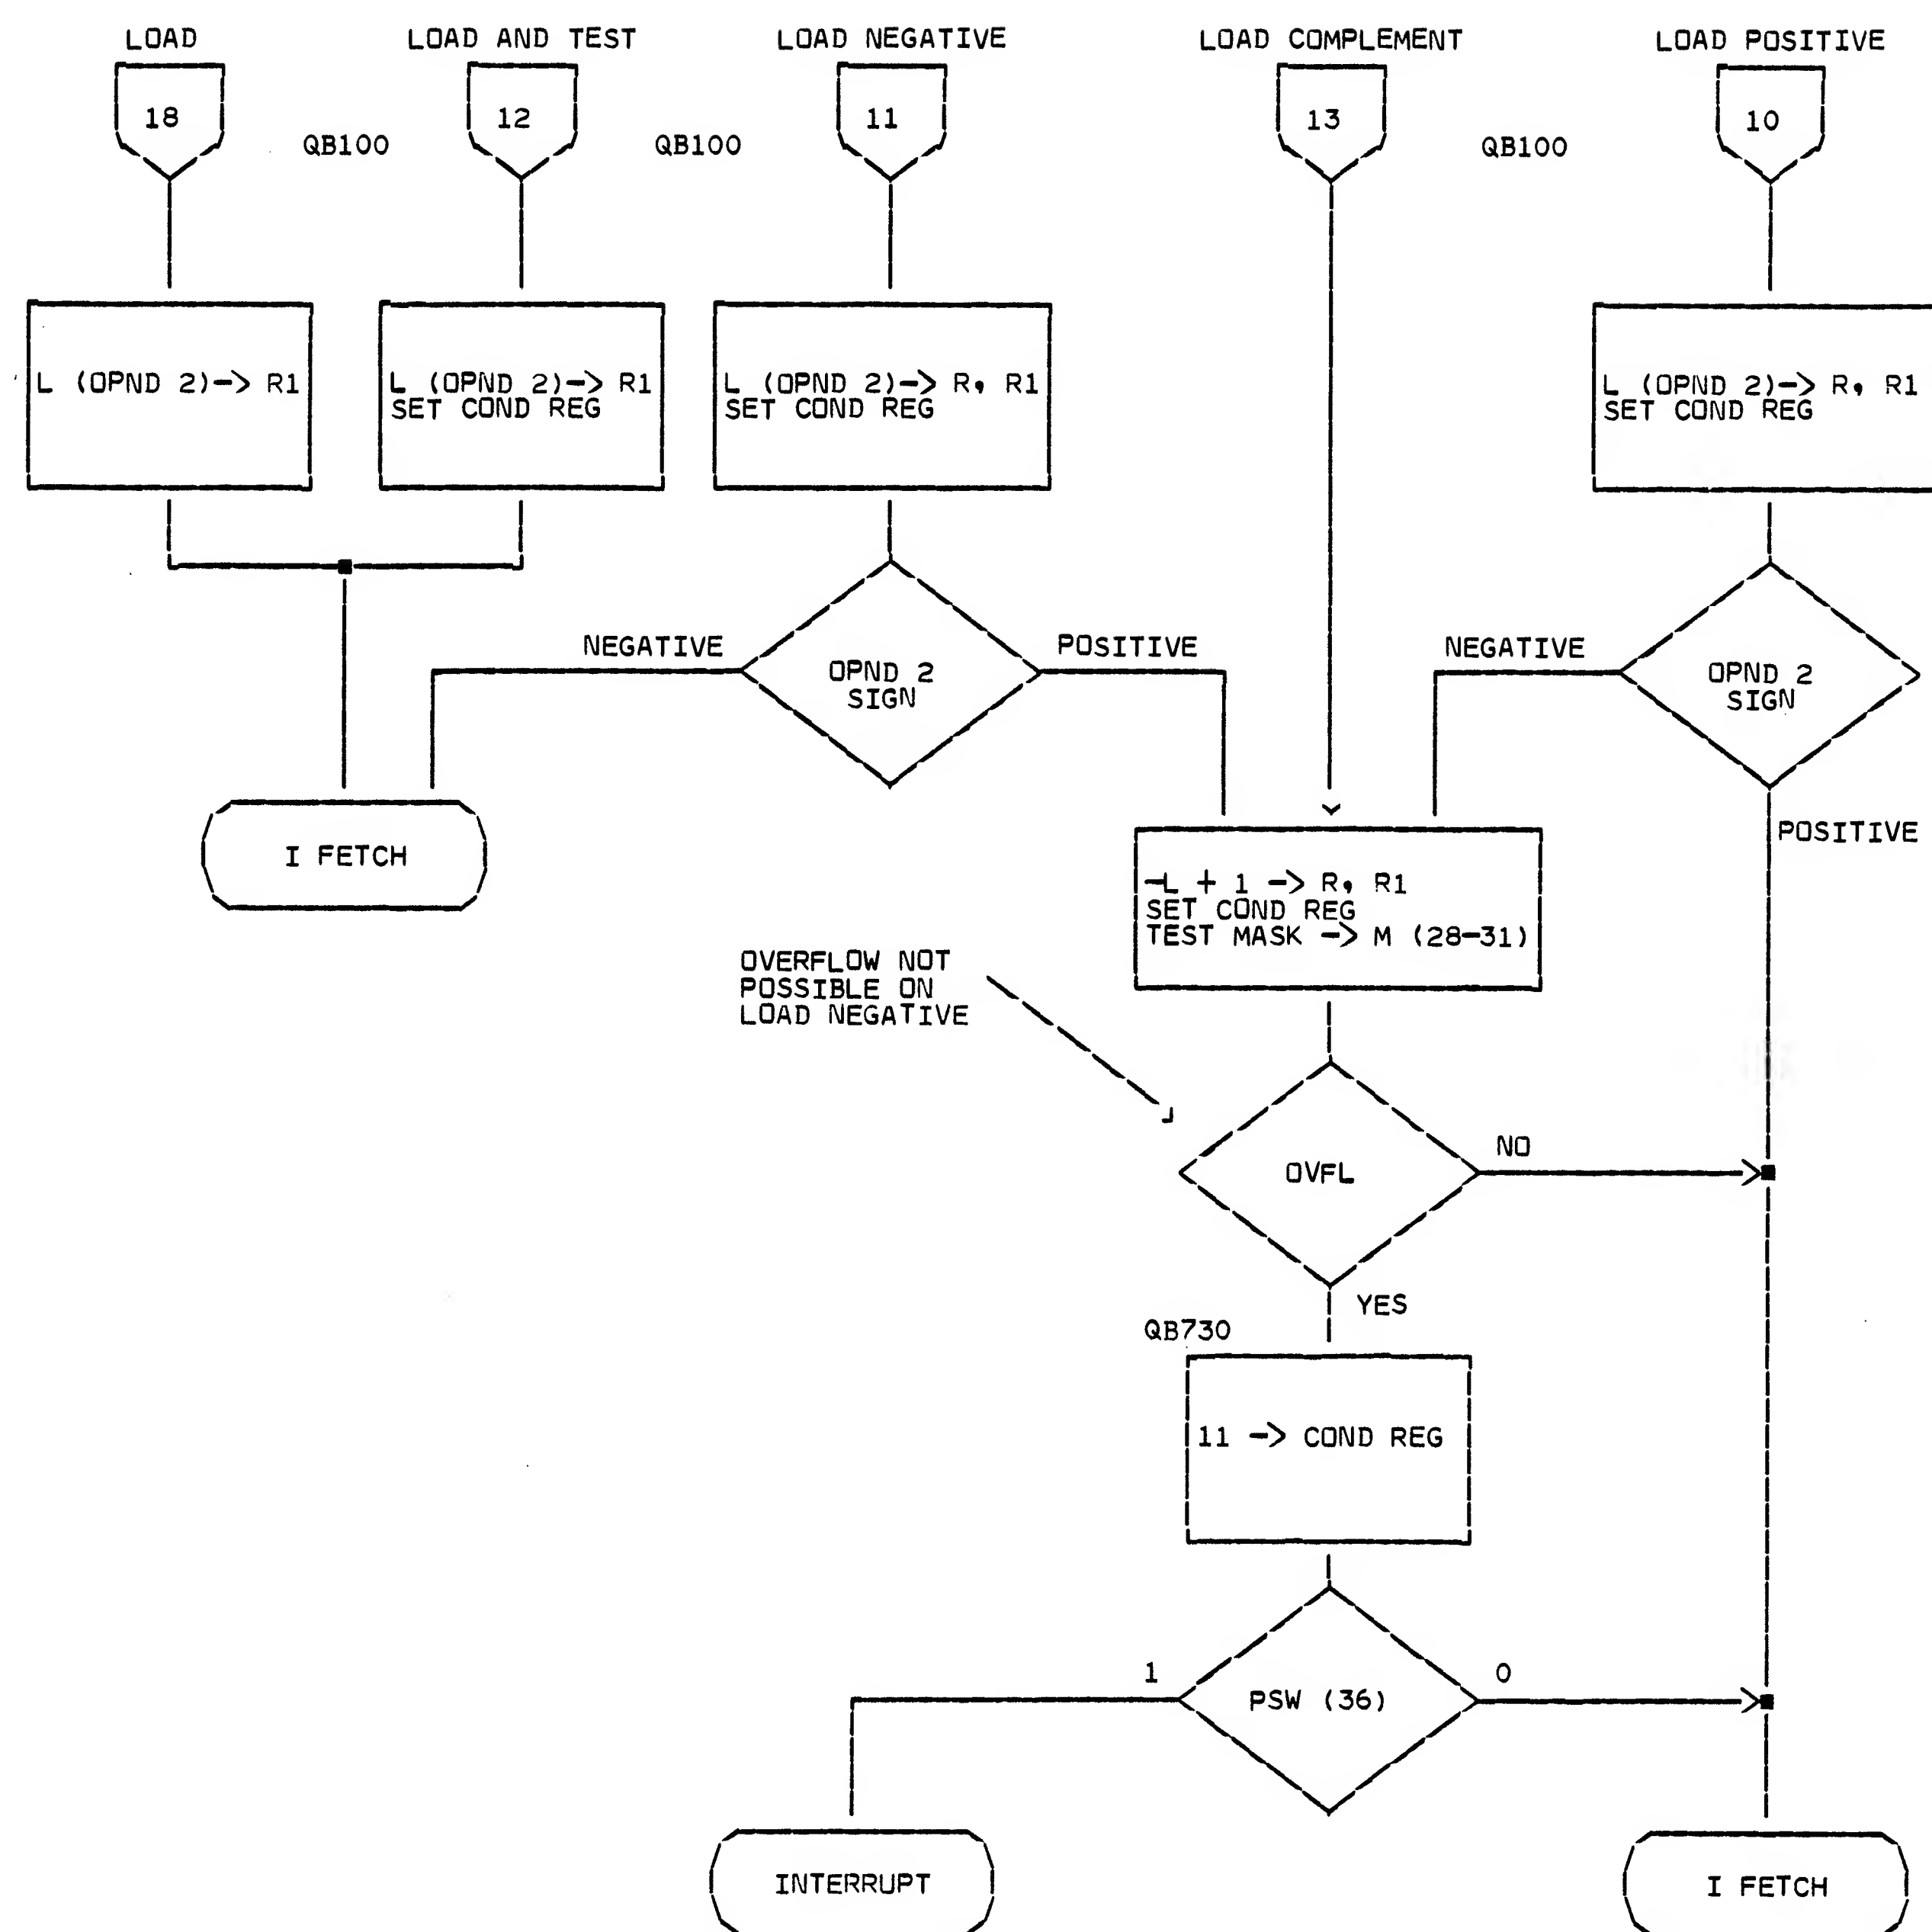 LOAD
LOAD AND TEST
LOAD NEGATIVE
LOAD COMPLEMENT
LOAD POSITIVE
18
12
11
13
10
QB100
QB100
QB100
L (OPND 2)-> R1
L (OPND 2)-> R1
SET COND REG
L (OPND 2)-> R, R1
SET COND REG
L (OPND 2)-> R, R1
SET COND REG
NEGATIVE
OPND 2
SIGN
POSITIVE
NEGATIVE
OPND 2
SIGN
POSITIVE
I FETCH
-L + 1 -> R, R1
SET COND REG
TEST MASK -> M (28-31)
OVERFLOW NOT
POSSIBLE ON
LOAD NEGATIVE
OVFL
NO
YES
QB730
11 -> COND REG
1
PSW (36)
0
INTERRUPT
I FETCH